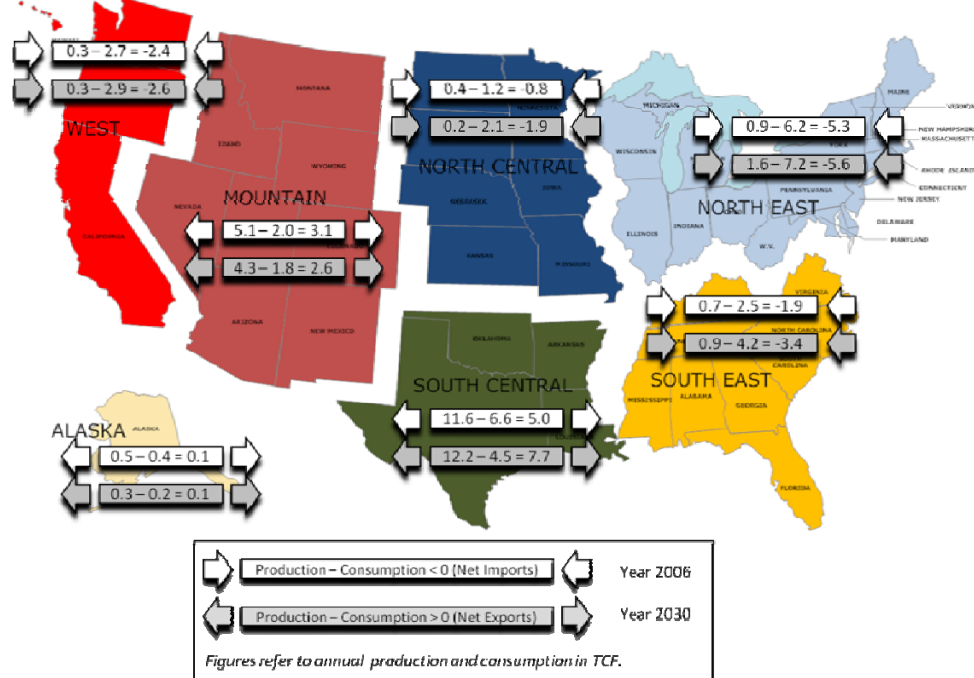 0.3 – 2.7 = -2.4
0.3 – 2.9 = -2.6
WEST
CALIFORNIA
MONTANA
IDAHO
WYOMING
MOUNTAIN
NEVADA
5.1 – 2.0 = 3.1
4.3 – 1.8 = 2.6
ARIZONA
NEW MEXICO
0.4 – 1.2 = -0.8
MINNESOTA
0.2 – 2.1 = -1.9
NORTH CENTRAL
IOWA
NEBRASKA
KANSAS
MISSOURI
MICHIGAN
WISCONSIN
MAINE
VERMON
0.9 – 6.2 = -5.3
NEW HAMPSHIRE
MASSACHUSETT
YORK
1.6 – 7.2 = -5.6
RHODE ISLAND
CONNECTICUT
PENNSYLVANIA
NEW JERSEY
NORTH EAST
DELAWARE
MARYLAND
ILLINOIS
INDIANA
W.V.
VIRGINIA
0.7 – 2.5 = -1.9
NORTH CAROLINA
0.9 – 4.2 = -3.4
CAROLINA
SOUTH EAST
MISSISSIPPI
ALABAMA
GEORGIA
FLORIDA
OKLAHOMA
ARKANSAS
SOUTH CENTRAL
11.6 – 6.6 = 5.0
12.2 – 4.5 = 7.7
ALASKA
ALASKA
0.5 – 0.4 = 0.1
0.3 – 0.2 = 0.1
Production – Consumption < 0 (Net Imports) Year 2006
Production – Consumption > 0 (Net Exports) Year 2030
Figures refer to annual production and consumption in TCF.